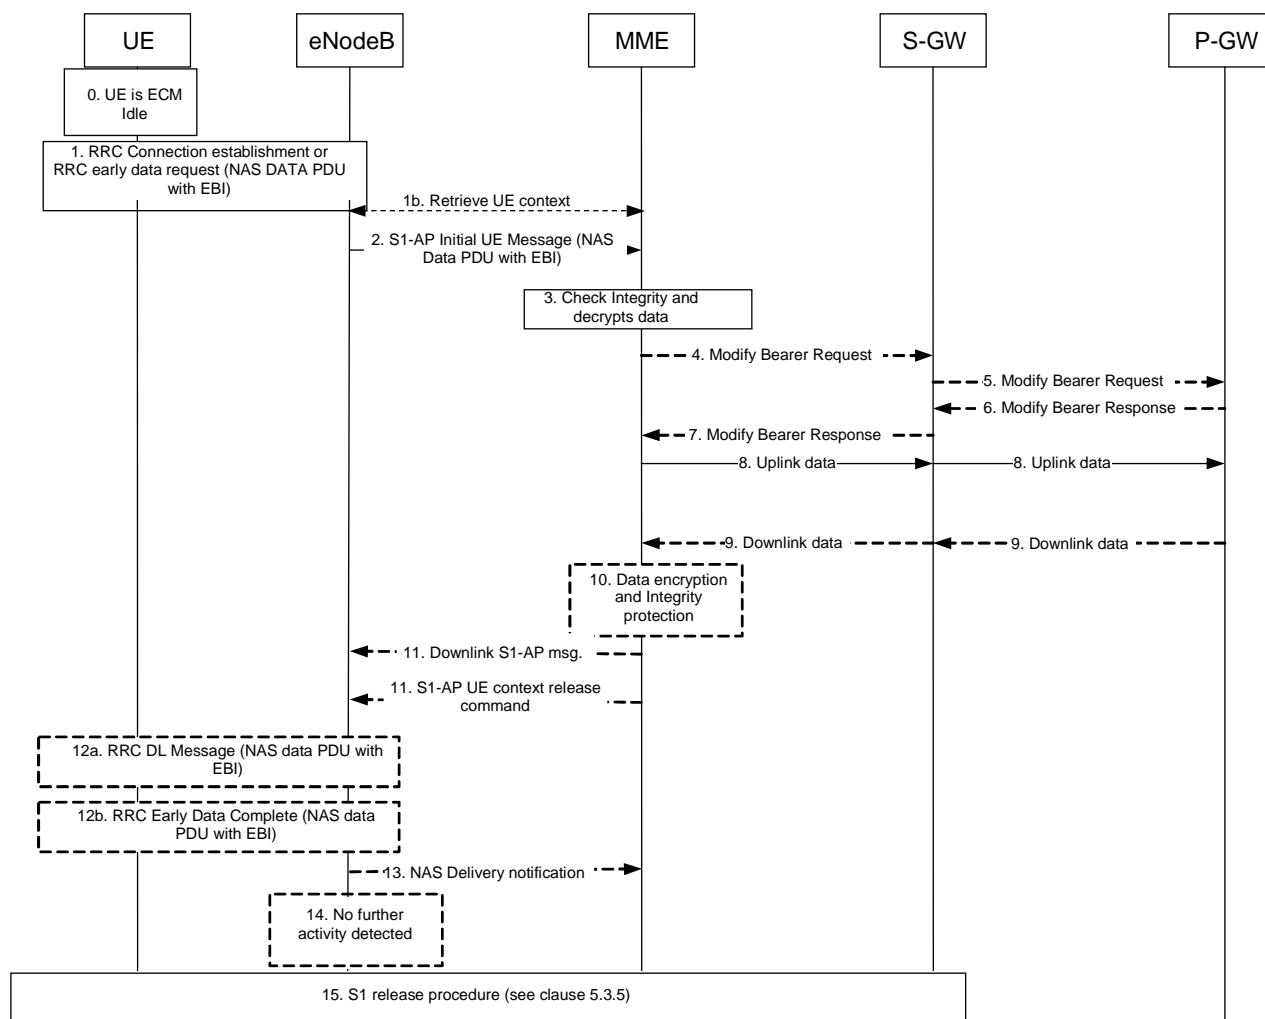 UE
eNodeB
MME
S-GW
P-GW
0. UE is ECM
Idle
1. RRC Connection establishment or
RRC early data request (NAS DATA PDU
with EBI)
1b. Retrieve UE context
2. S1-AP Initial UE Message (NAS
Data PDU with EBI)
3. Check Integrity and
decrypts data
4. Modify Bearer Request
5. Modify Bearer Request
6. Modify Bearer Response
7. Modify Bearer Response
8. Uplink data
8. Uplink data
9. Downlink data
9. Downlink data
10. Data encryption
and Integrity
protection
11. Downlink S1-AP msg.
11. S1-AP UE context release
command
12a. RRC DL Message (NAS data PDU with
EBI)
12b. RRC Early Data Complete (NAS data
PDU with EBI)
13. NAS Delivery notification
14. No further
activity detected
15. S1 release procedure (see clause 5.3.5)